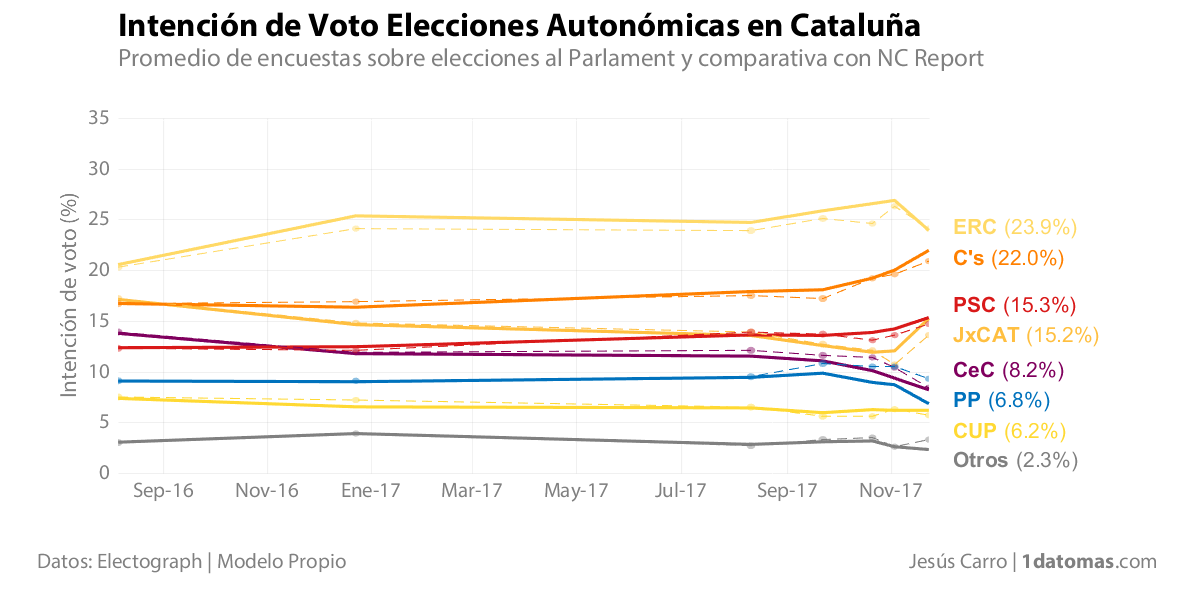 Intención de Voto Elecciones Autonómicas en Cataluña
Promedio de encuestas sobre elecciones al Parlament y comparativa con NC Report
Intención de voto (%)
35
30
25
20
15
10
5
0
Sep-16 Nov-16 Ene-17 Mar-17 May-17 Jul-17 Sep-17 Nov-17
ERC (23.9%)
C's (22.0%)
PSC (15.3%)
JxCAT (15.2%)
CeC (8.2%)
PP (6.8%)
CUP (6.2%)
Otros (2.3%)
Datos: Electograph | Modelo Propio
Jesús Carro | 1datomas.com